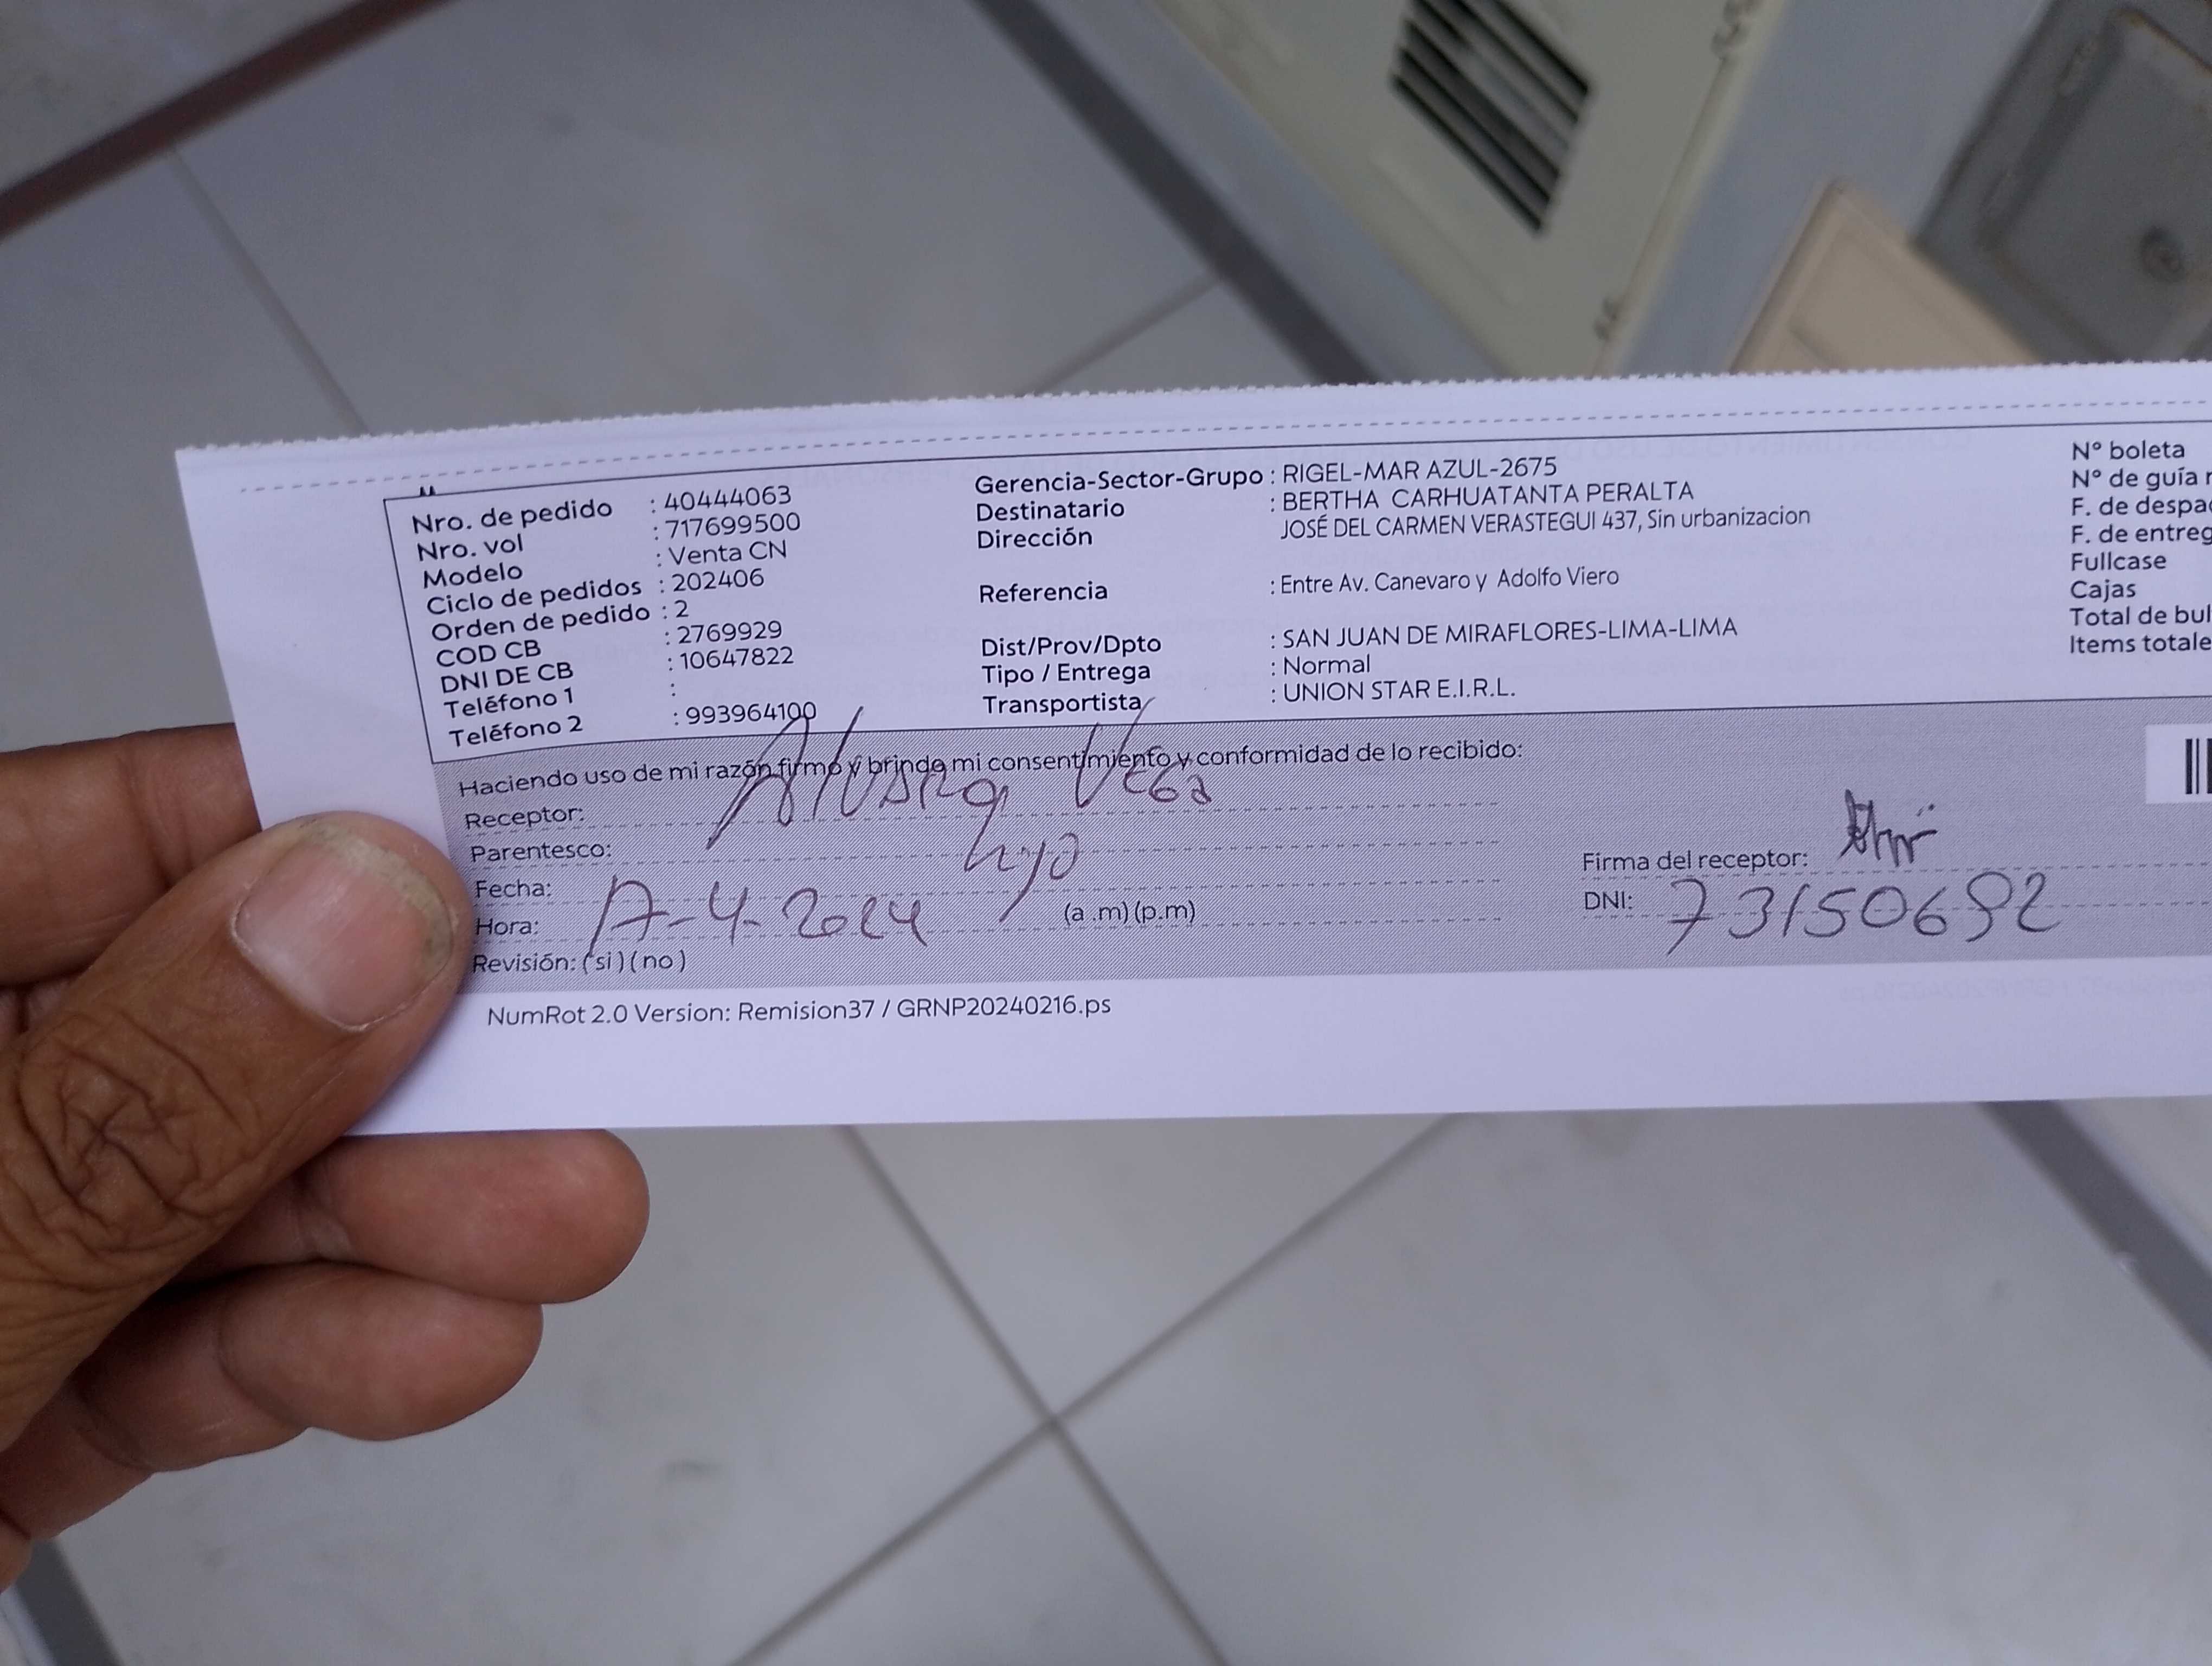 Nro. de pedido : 40444063
Nro. vol : 717699500
Modelo : Venta CN
Ciclo de pedidos : 202406
Orden de pedido : 2
COD CB : 2769929
DNI DE CB : 10647822
Teléfono 1 :
Teléfono 2 : 993964100
Gerencia-Sector-Grupo : RIGEL-MAR AZUL-2675
Destinatario : BERTHA CARHUATANTA PERALTA
Dirección JOSÉ DEL CARMEN VERASTEGUI 437, Sin urbanizacion
Referencia : Entre Av. Canevaro y Adolfo Viero
Dist/Prov/Dpto : SAN JUAN DE MIRAFLORES-LIMA-LIMA
Tipo / Entrega : Normal
Transportista : UNION STAR E.I.R.L.
Nº boleta
Nº de guía
F. de
F. de
Fullcase
Cajas
Total de
Items
Haciendo uso de mi razón firmo y brindo mi consentimiento y conformidad de lo recibido:
Receptor: Vega
Parentesco: hijo
Fecha:
Hora: 17-4-2024 (a .m) (p.m)
Revisión: ( si ) ( no )
Firma del receptor:
DNI: 73150692
NumRot 2.0 Version: Remision37 / GRNP20240216.ps